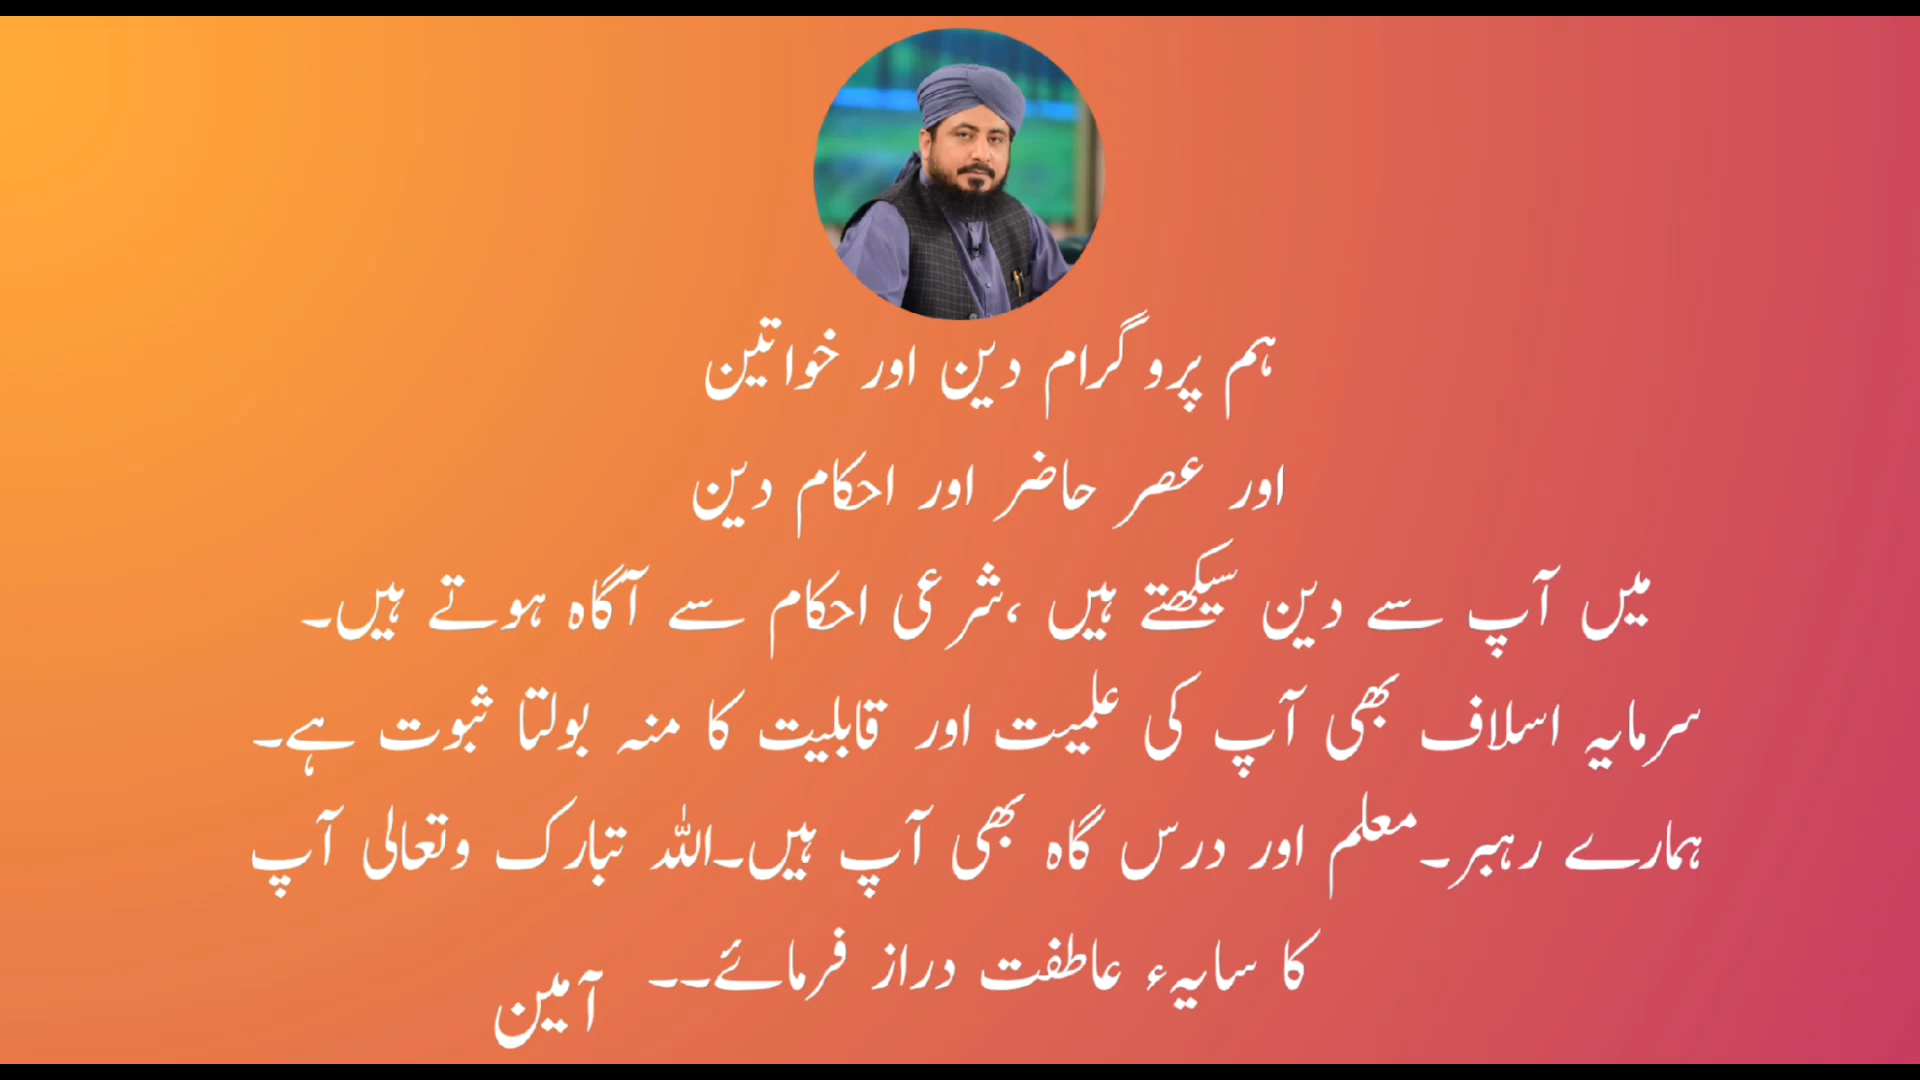 ہم پروگرام دین اور خواتین
اور عصر حاضر اور احکام دین
میں آپ سے دین سیکھتے ہیں ،شرعی احکام سے آگاہ ہوتے ہیں۔
سرمایہ اسلاف بھی آپ کی علمیت اور قابلیت کا منہ بولتا ثبوت ہے۔
ہمارے رہبر۔معلم اور درس گاہ بھی آپ ہیں۔اللہ تبارک وتعالی آپ
کا سایہء عاطفت دراز فرمائے۔۔
آمین